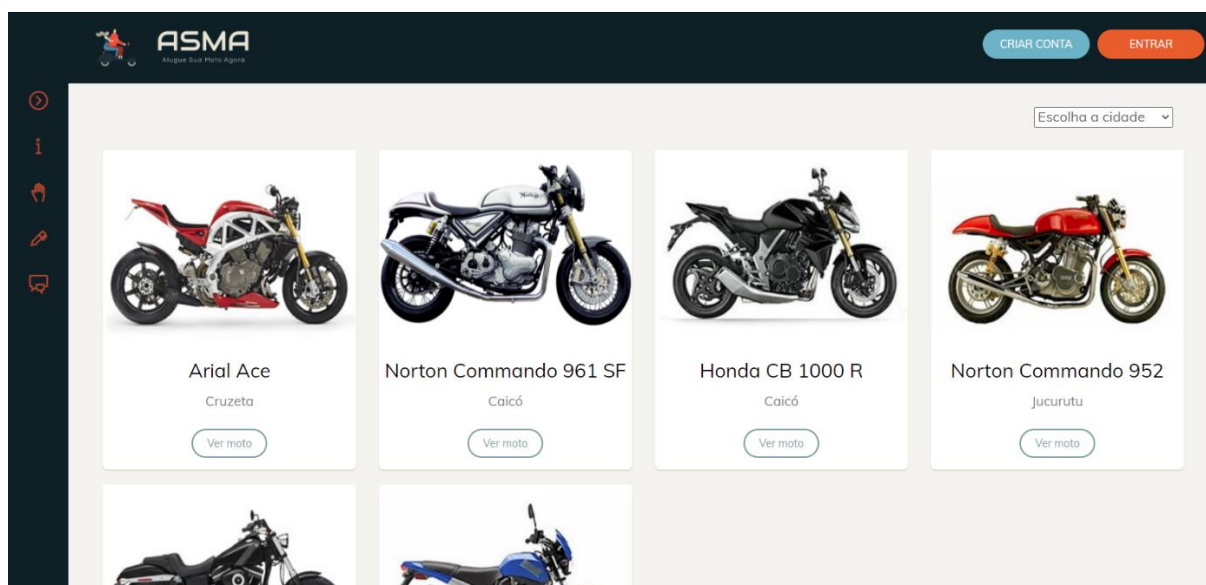 ASMA
Alugue Sua Moto Agora
CRIAR CONTA
ENTRAR
Escolha a cidade
Arial Ace
Cruzeta
Ver moto
Norton Commando 961 SF
Caicó
Ver moto
Honda CB 1000 R
Caicó
Ver moto
Norton Commando 952
Jucurutu
Ver moto